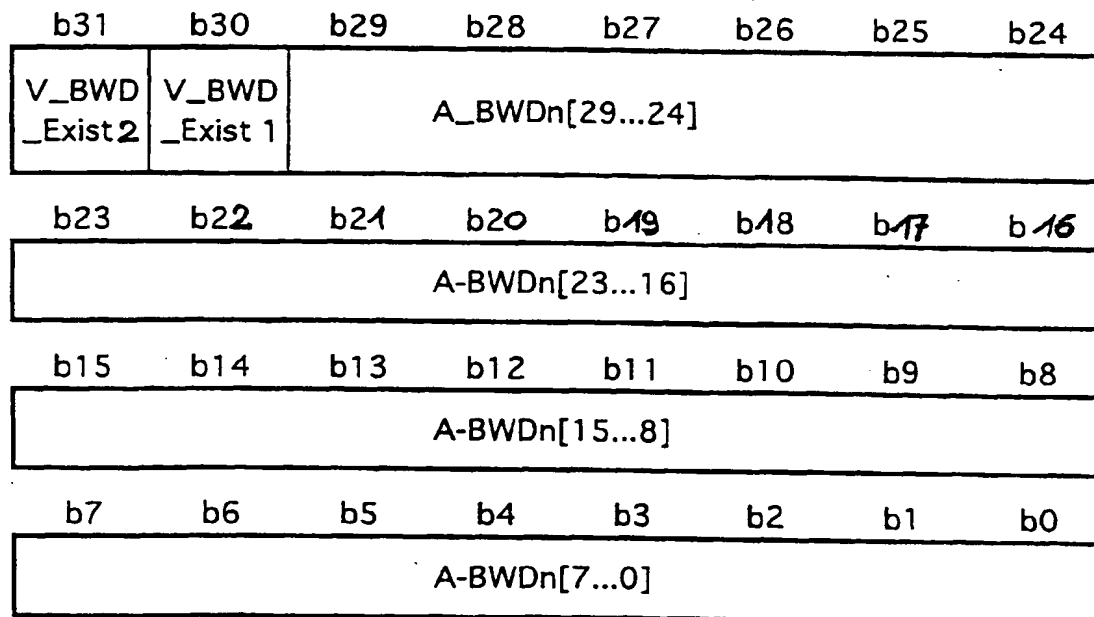 b31 b30 b29 b28 b27 b26 b25 b24
V_BWD V_BWD
_Exist 2 _Exist 1 A_BWDn[29...24]
b23 b22 b21 b20 b19 b18 b17 b16
A-BWDn[23...16]
b15 b14 b13 b12 b11 b10 b9 b8
A-BWDn[15...8]
b7 b6 b5 b4 b3 b2 b1 b0
A-BWDn[7...0]